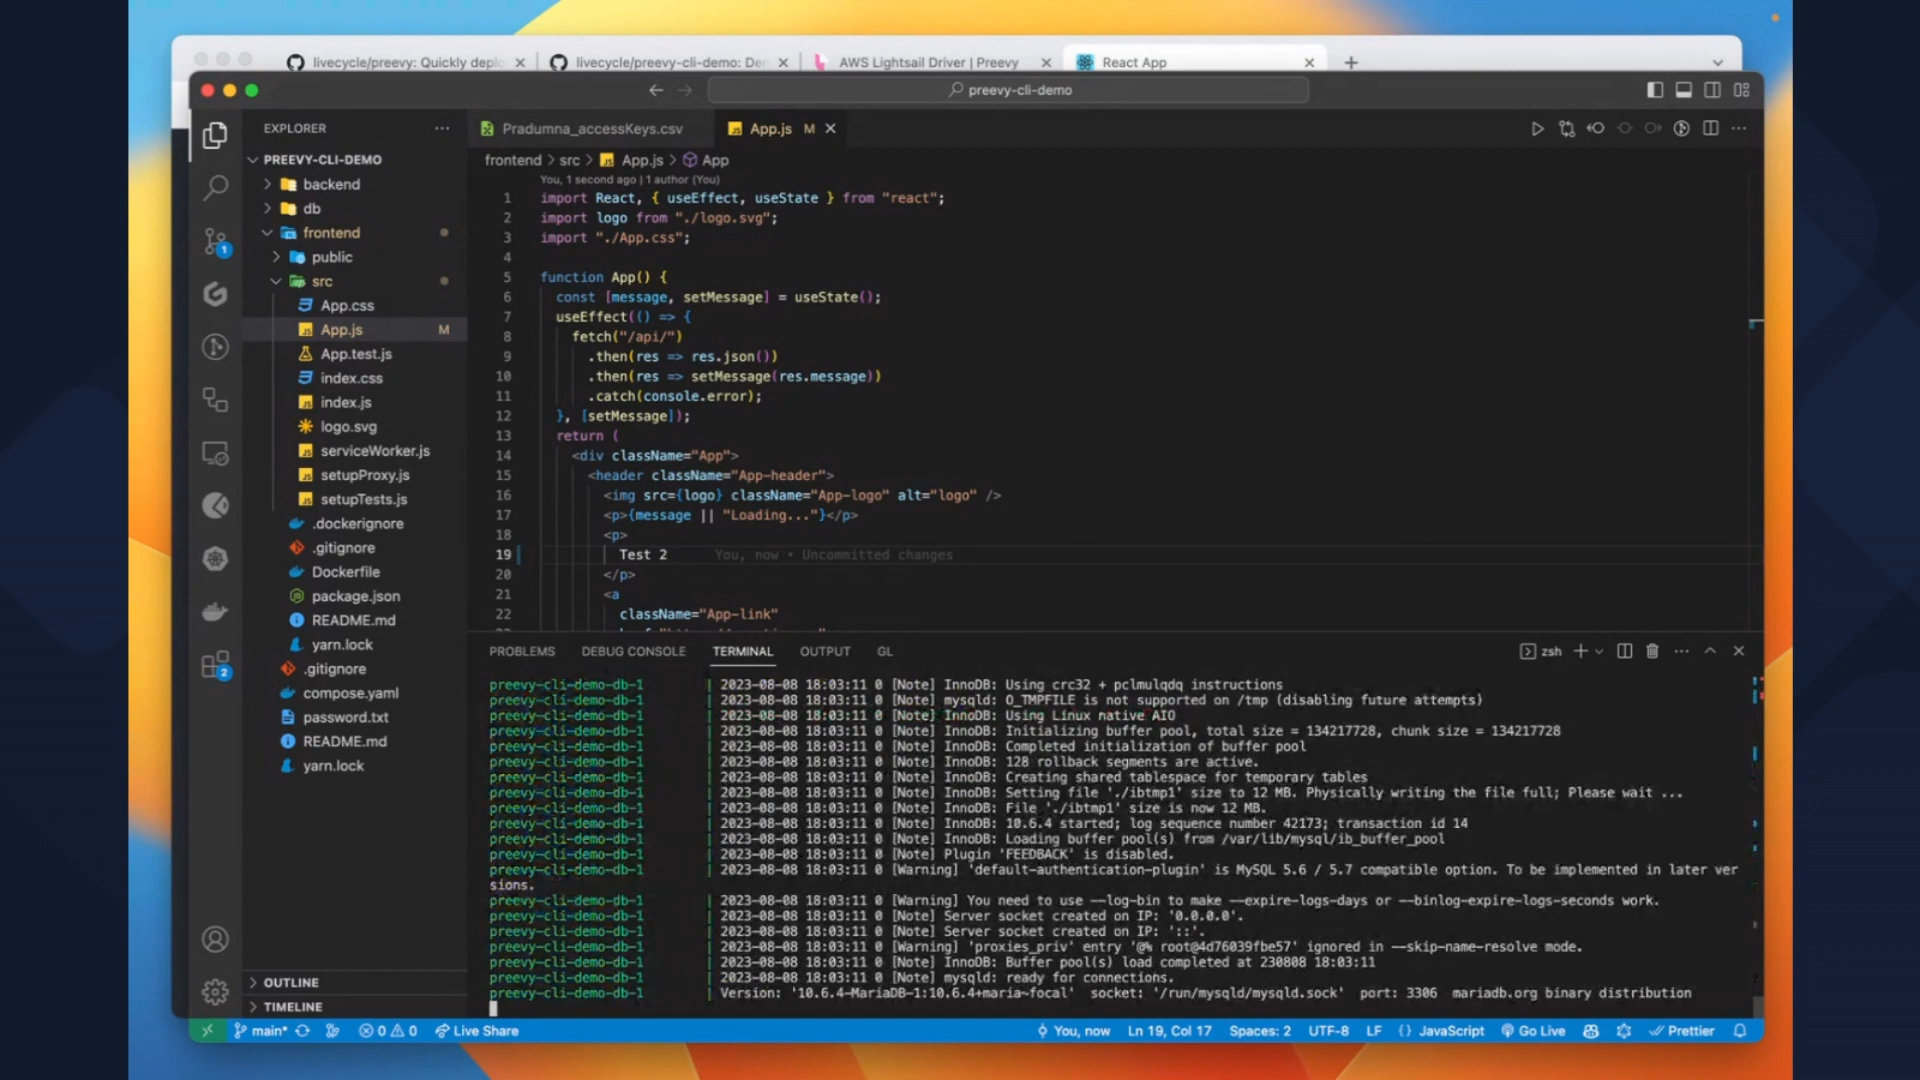 livecycle/preevy: Quickly deplo
livecycle/preevy-cli-demo: De
AWS Lightsail Driver | Preevy
React App
preevy-cli-demo
EXPLORER
Pradumna_accessKeys.csv
App.js M
PREEVY-CLI-DEMO
backend
db
frontend
public
src
App.css
App.js M
App.test.js
index.css
index.js
logo.svg
serviceWorker.js
setupProxy.js
setupTests.js
.dockerignore
.gitignore
Dockerfile
package.json
README.md
yarn.lock
.gitignore
compose.yaml
password.txt
README.md
yarn.lock
OUTLINE
TIMELINE
frontend > src > App.js > App
You, 1 second ago | 1 author (You)
1 import React, { useEffect, useState } from "react";
2 import logo from "./logo.svg";
3 import "./App.css";
4
5 function App() {
6 const [message, setMessage] = useState();
7 useEffect(() => {
8 fetch("/api/")
9 .then(res => res.json())
10 .then(res => setMessage(res.message))
11 .catch(console.error);
12 }, [setMessage]);
13 return (
14 <div className="App">
15 <header className="App-header">
16 <img src={logo} className="App-logo" alt="logo" />
17 <p>{message || "Loading..."}</p>
18 <p>
19 Test 2 You, now • Uncommitted changes
20 </p>
21 <a
22 className="App-link"
PROBLEMS DEBUG CONSOLE TERMINAL OUTPUT GL
zsh
preevy-cli-demo-db-1 | 2023-08-08 18:03:11 0 [Note] InnoDB: Using crc32 + pclmulqdq instructions
preevy-cli-demo-db-1 | 2023-08-08 18:03:11 0 [Note] mysqld: O_TMPFILE is not supported on /tmp (disabling future attempts)
preevy-cli-demo-db-1 | 2023-08-08 18:03:11 0 [Note] InnoDB: Using Linux native AIO
preevy-cli-demo-db-1 | 2023-08-08 18:03:11 0 [Note] InnoDB: Initializing buffer pool, total size = 134217728, chunk size = 134217728
preevy-cli-demo-db-1 | 2023-08-08 18:03:11 0 [Note] InnoDB: Completed initialization of buffer pool
preevy-cli-demo-db-1 | 2023-08-08 18:03:11 0 [Note] InnoDB: 128 rollback segments are active.
preevy-cli-demo-db-1 | 2023-08-08 18:03:11 0 [Note] InnoDB: Creating shared tablespace for temporary tables
preevy-cli-demo-db-1 | 2023-08-08 18:03:11 0 [Note] InnoDB: Setting file './ibtmp1' size to 12 MB. Physically writing the file full; Please wait ...
preevy-cli-demo-db-1 | 2023-08-08 18:03:11 0 [Note] InnoDB: File './ibtmp1' size is now 12 MB.
preevy-cli-demo-db-1 | 2023-08-08 18:03:11 0 [Note] InnoDB: 10.6.4 started; log sequence number 42173; transaction id 14
preevy-cli-demo-db-1 | 2023-08-08 18:03:11 0 [Note] InnoDB: Loading buffer pool(s) from /var/lib/mysql/ib_buffer_pool
preevy-cli-demo-db-1 | 2023-08-08 18:03:11 0 [Note] Plugin 'FEEDBACK' is disabled.
preevy-cli-demo-db-1 | 2023-08-08 18:03:11 0 [Warning] 'default-authentication-plugin' is MySQL 5.6 / 5.7 compatible option. To be implemented in later ver
sions.
preevy-cli-demo-db-1 | 2023-08-08 18:03:11 0 [Warning] You need to use --log-bin to make --expire-logs-days or --binlog-expire-logs-seconds work.
preevy-cli-demo-db-1 | 2023-08-08 18:03:11 0 [Note] Server socket created on IP: '0.0.0.0'.
preevy-cli-demo-db-1 | 2023-08-08 18:03:11 0 [Note] Server socket created on IP: '::'.
preevy-cli-demo-db-1 | 2023-08-08 18:03:11 0 [Warning] 'proxies_priv' entry '@% root@4d76039fbe57' ignored in --skip-name-resolve mode.
preevy-cli-demo-db-1 | 2023-08-08 18:03:11 0 [Note] InnoDB: Buffer pool(s) load completed at 230808 18:03:11
preevy-cli-demo-db-1 | 2023-08-08 18:03:11 0 [Note] mysqld: ready for connections.
preevy-cli-demo-db-1 | Version: '10.6.4-MariaDB-1:10.6.4+maria~focal' socket: '/run/mysqld/mysqld.sock' port: 3306 mariadb.org binary distribution
main* 0 0 Live Share You, now Ln 19, Col 17 Spaces: 2 UTF-8 LF {} JavaScript Go Live Prettier